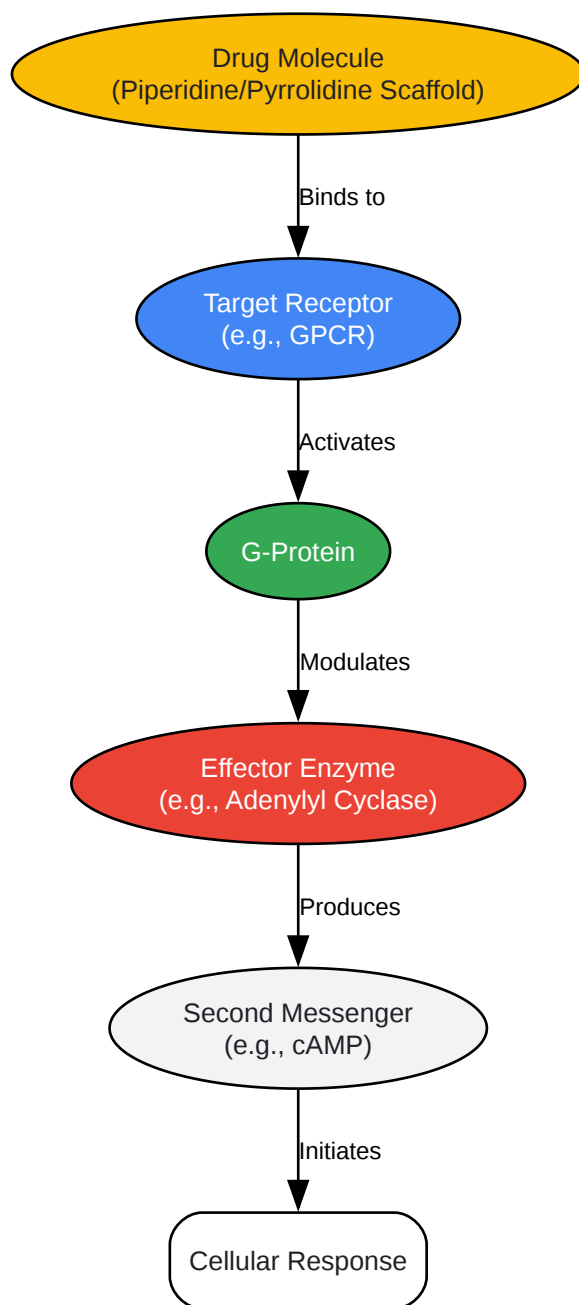 Drug Molecule
(Piperidine/Pyrrolidine Scaffold)
Binds to
Target Receptor
(e.g., GPCR)
Activates
G-Protein
Modulates
Effector Enzyme
(e.g., Adenylyl Cyclase)
Produces
Second Messenger
(e.g., cAMP)
Initiates
Cellular Response